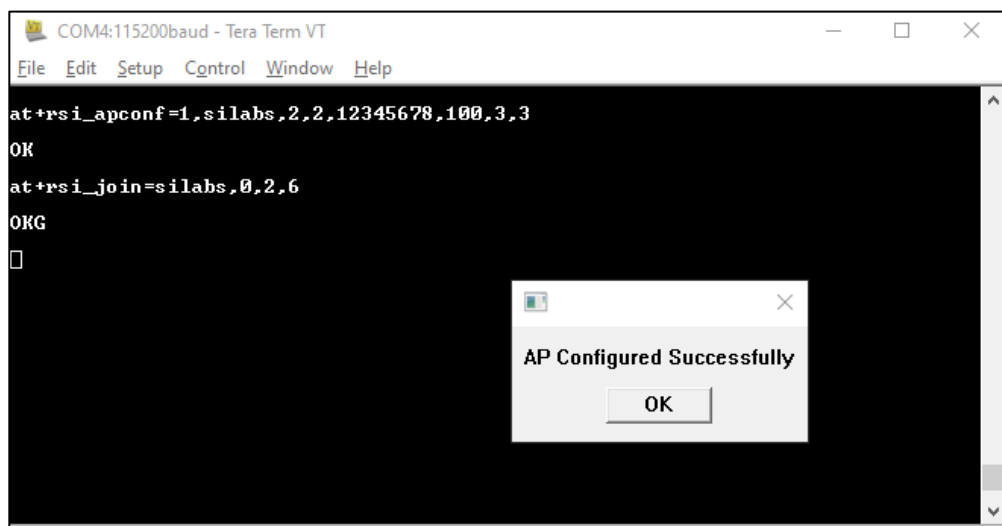 COM4:115200baud - Tera Term VT
File Edit Setup Control Window Help
at+rsi_apconf=1,silabs,2,2,12345678,100,3,3
OK
at+rsi_join=silabs,0,2,6
OKG
AP Configured Successfully
OK